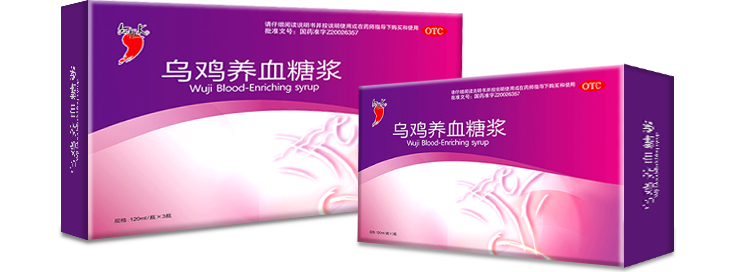 乌鸡养血糖浆
请仔细阅读说明书并按说明使用或在药师指导下购买和使用
批准文号：国药准字Z20026357
OTC
乌鸡养血糖浆
Wuji Blood-Enriching syrup
规格：120ml/瓶×3瓶
请仔细阅读说明书并按说明使用或在药师指导下购买和使用
批准文号：国药准字Z20026357
OTC
乌鸡养血糖浆
Wuji Blood-Enriching syrup
乌鸡养血糖浆